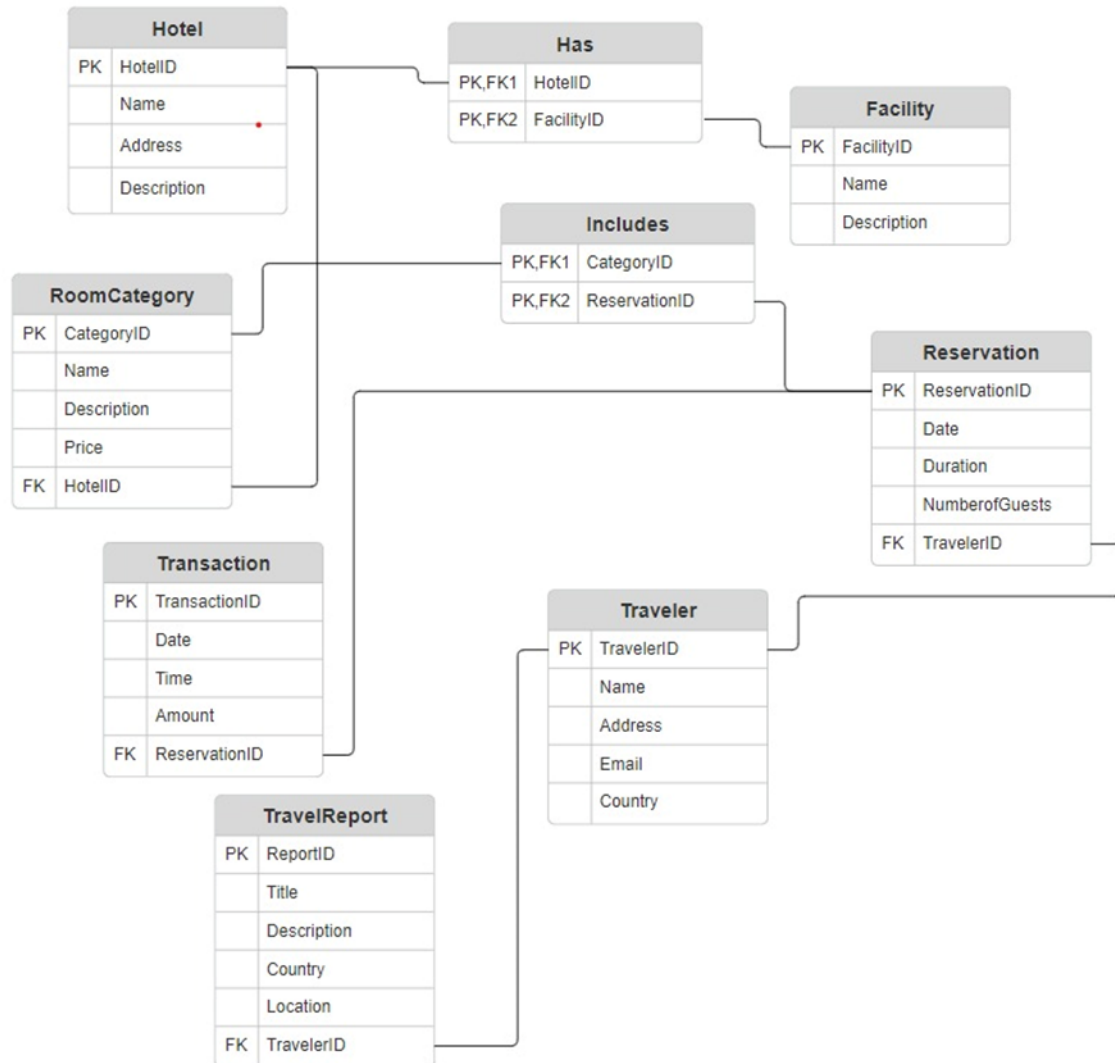 Hotel
PK HotelID
Name
Address
Description
Has
PK,FK1 HotelID
PK,FK2 FacilityID
Facility
PK FacilityID
Name
Description
Includes
PK,FK1 CategoryID
PK,FK2 ReservationID
RoomCategory
PK CategoryID
Name
Description
Price
FK HotelID
Reservation
PK ReservationID
Date
Duration
NumberofGuests
FK TravelerID
Transaction
PK TransactionID
Date
Time
Amount
FK ReservationID
Traveler
PK TravelerID
Name
Address
Email
Country
TravelReport
PK ReportID
Title
Description
Country
Location
FK TravelerID